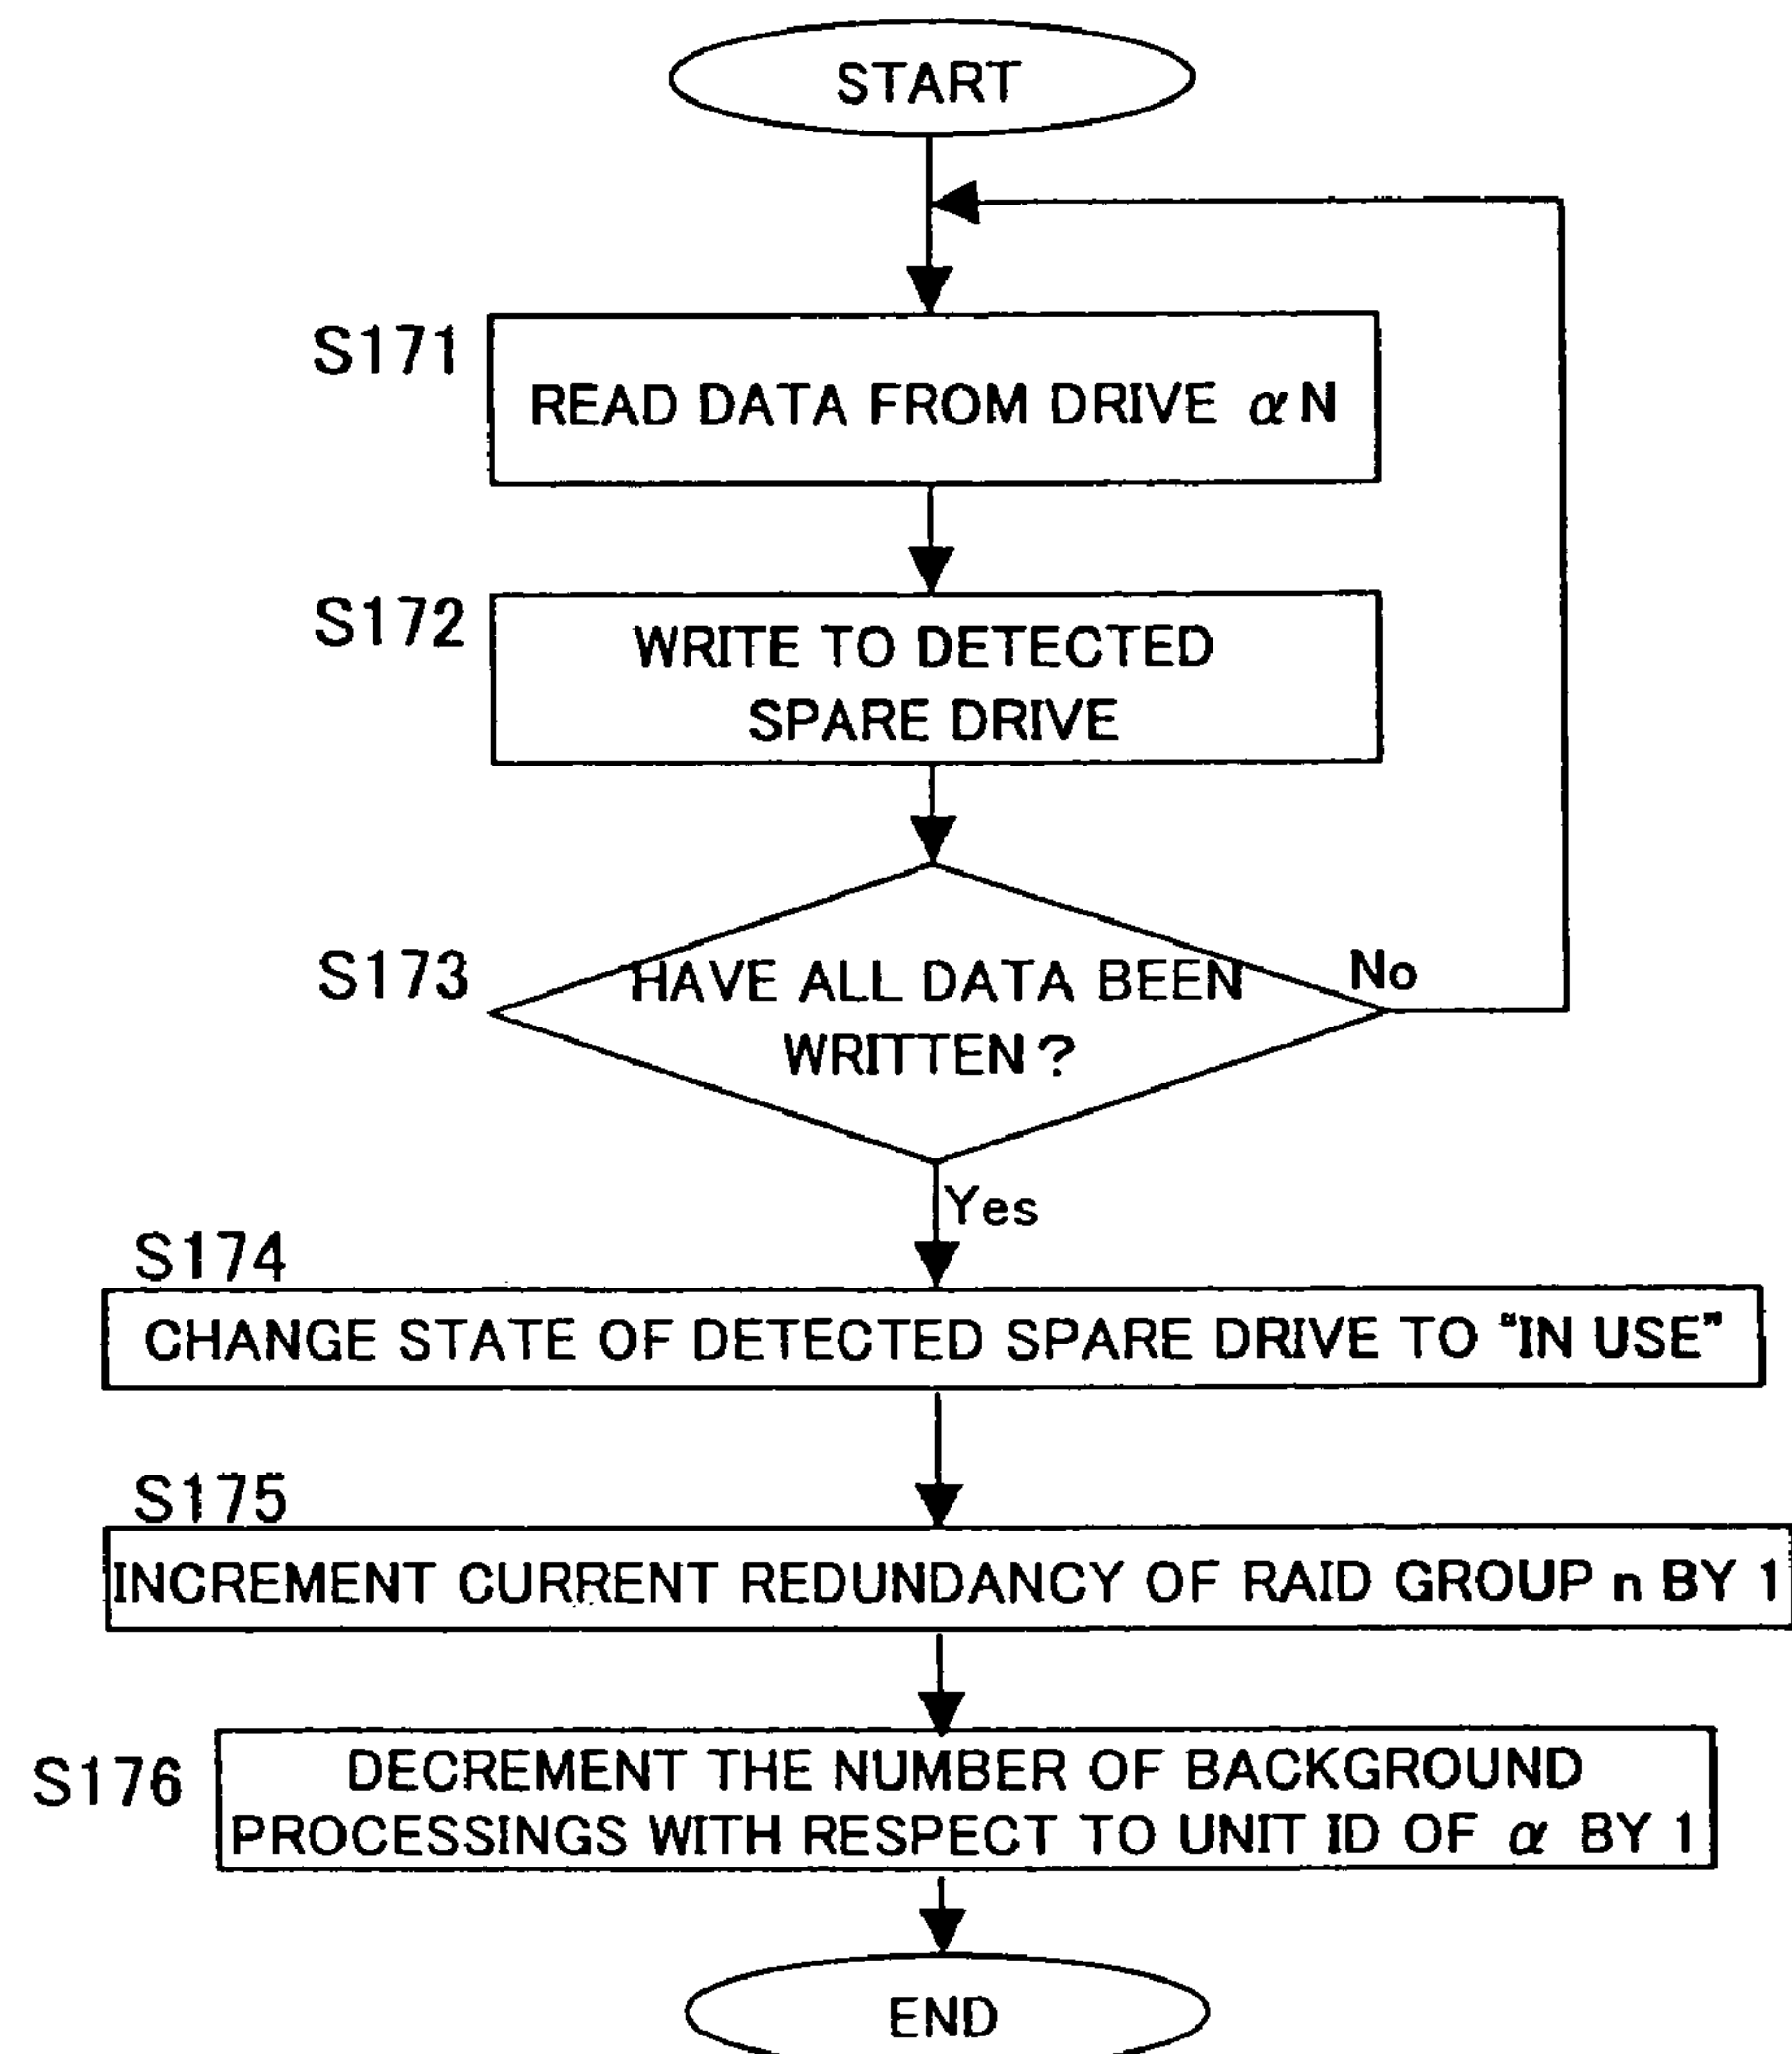 START
S171
READ DATA FROM DRIVE α N
S172
WRITE TO DETECTED
SPARE DRIVE
S173
HAVE ALL DATA BEEN
WRITTEN?
No
Yes
S174
CHANGE STATE OF DETECTED SPARE DRIVE TO "IN USE"
S175
INCREMENT CURRENT REDUNDANCY OF RAID GROUP n BY 1
S176
DECREMENT THE NUMBER OF BACKGROUND
PROCESSINGS WITH RESPECT TO UNIT ID OF α BY 1
END